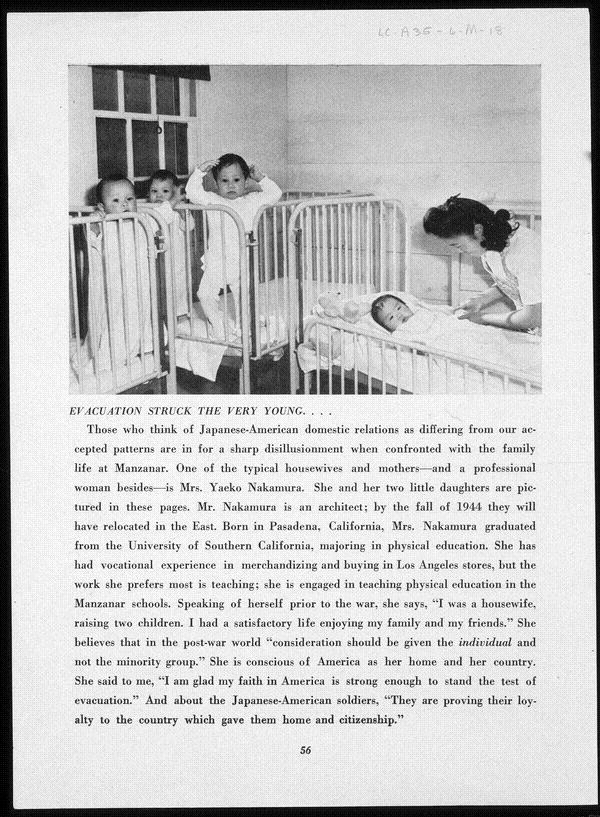 LC-A35-6-M-18
EVACUATION STRUCK THE VERY YOUNG. . . .
Those who think of Japanese-American domestic relations as differing from our ac-
cepted patterns are in for a sharp disillusionment when confronted with the family
life at Manzanar. One of the typical housewives and mothers—and a professional
woman besides—is Mrs. Yaeko Nakamura. She and her two little daughters are pic-
tured in these pages. Mr. Nakamura is an architect; by the fall of 1944 they will
have relocated in the East. Born in Pasadena, California, Mrs. Nakamura graduated
from the University of Southern California, majoring in physical education. She has
had vocational experience in merchandizing and buying in Los Angeles stores, but the
work she prefers most is teaching; she is engaged in teaching physical education in the
Manzanar schools. Speaking of herself prior to the war, she says, “I was a housewife,
raising two children. I had a satisfactory life enjoying my family and my friends.” She
believes that in the post-war world “consideration should be given the individual and
not the minority group.” She is conscious of America as her home and her country.
She said to me, “I am glad my faith in America is strong enough to stand the test of
evacuation.” And about the Japanese-American soldiers, “They are proving their loy-
alty to the country which gave them home and citizenship.”
56